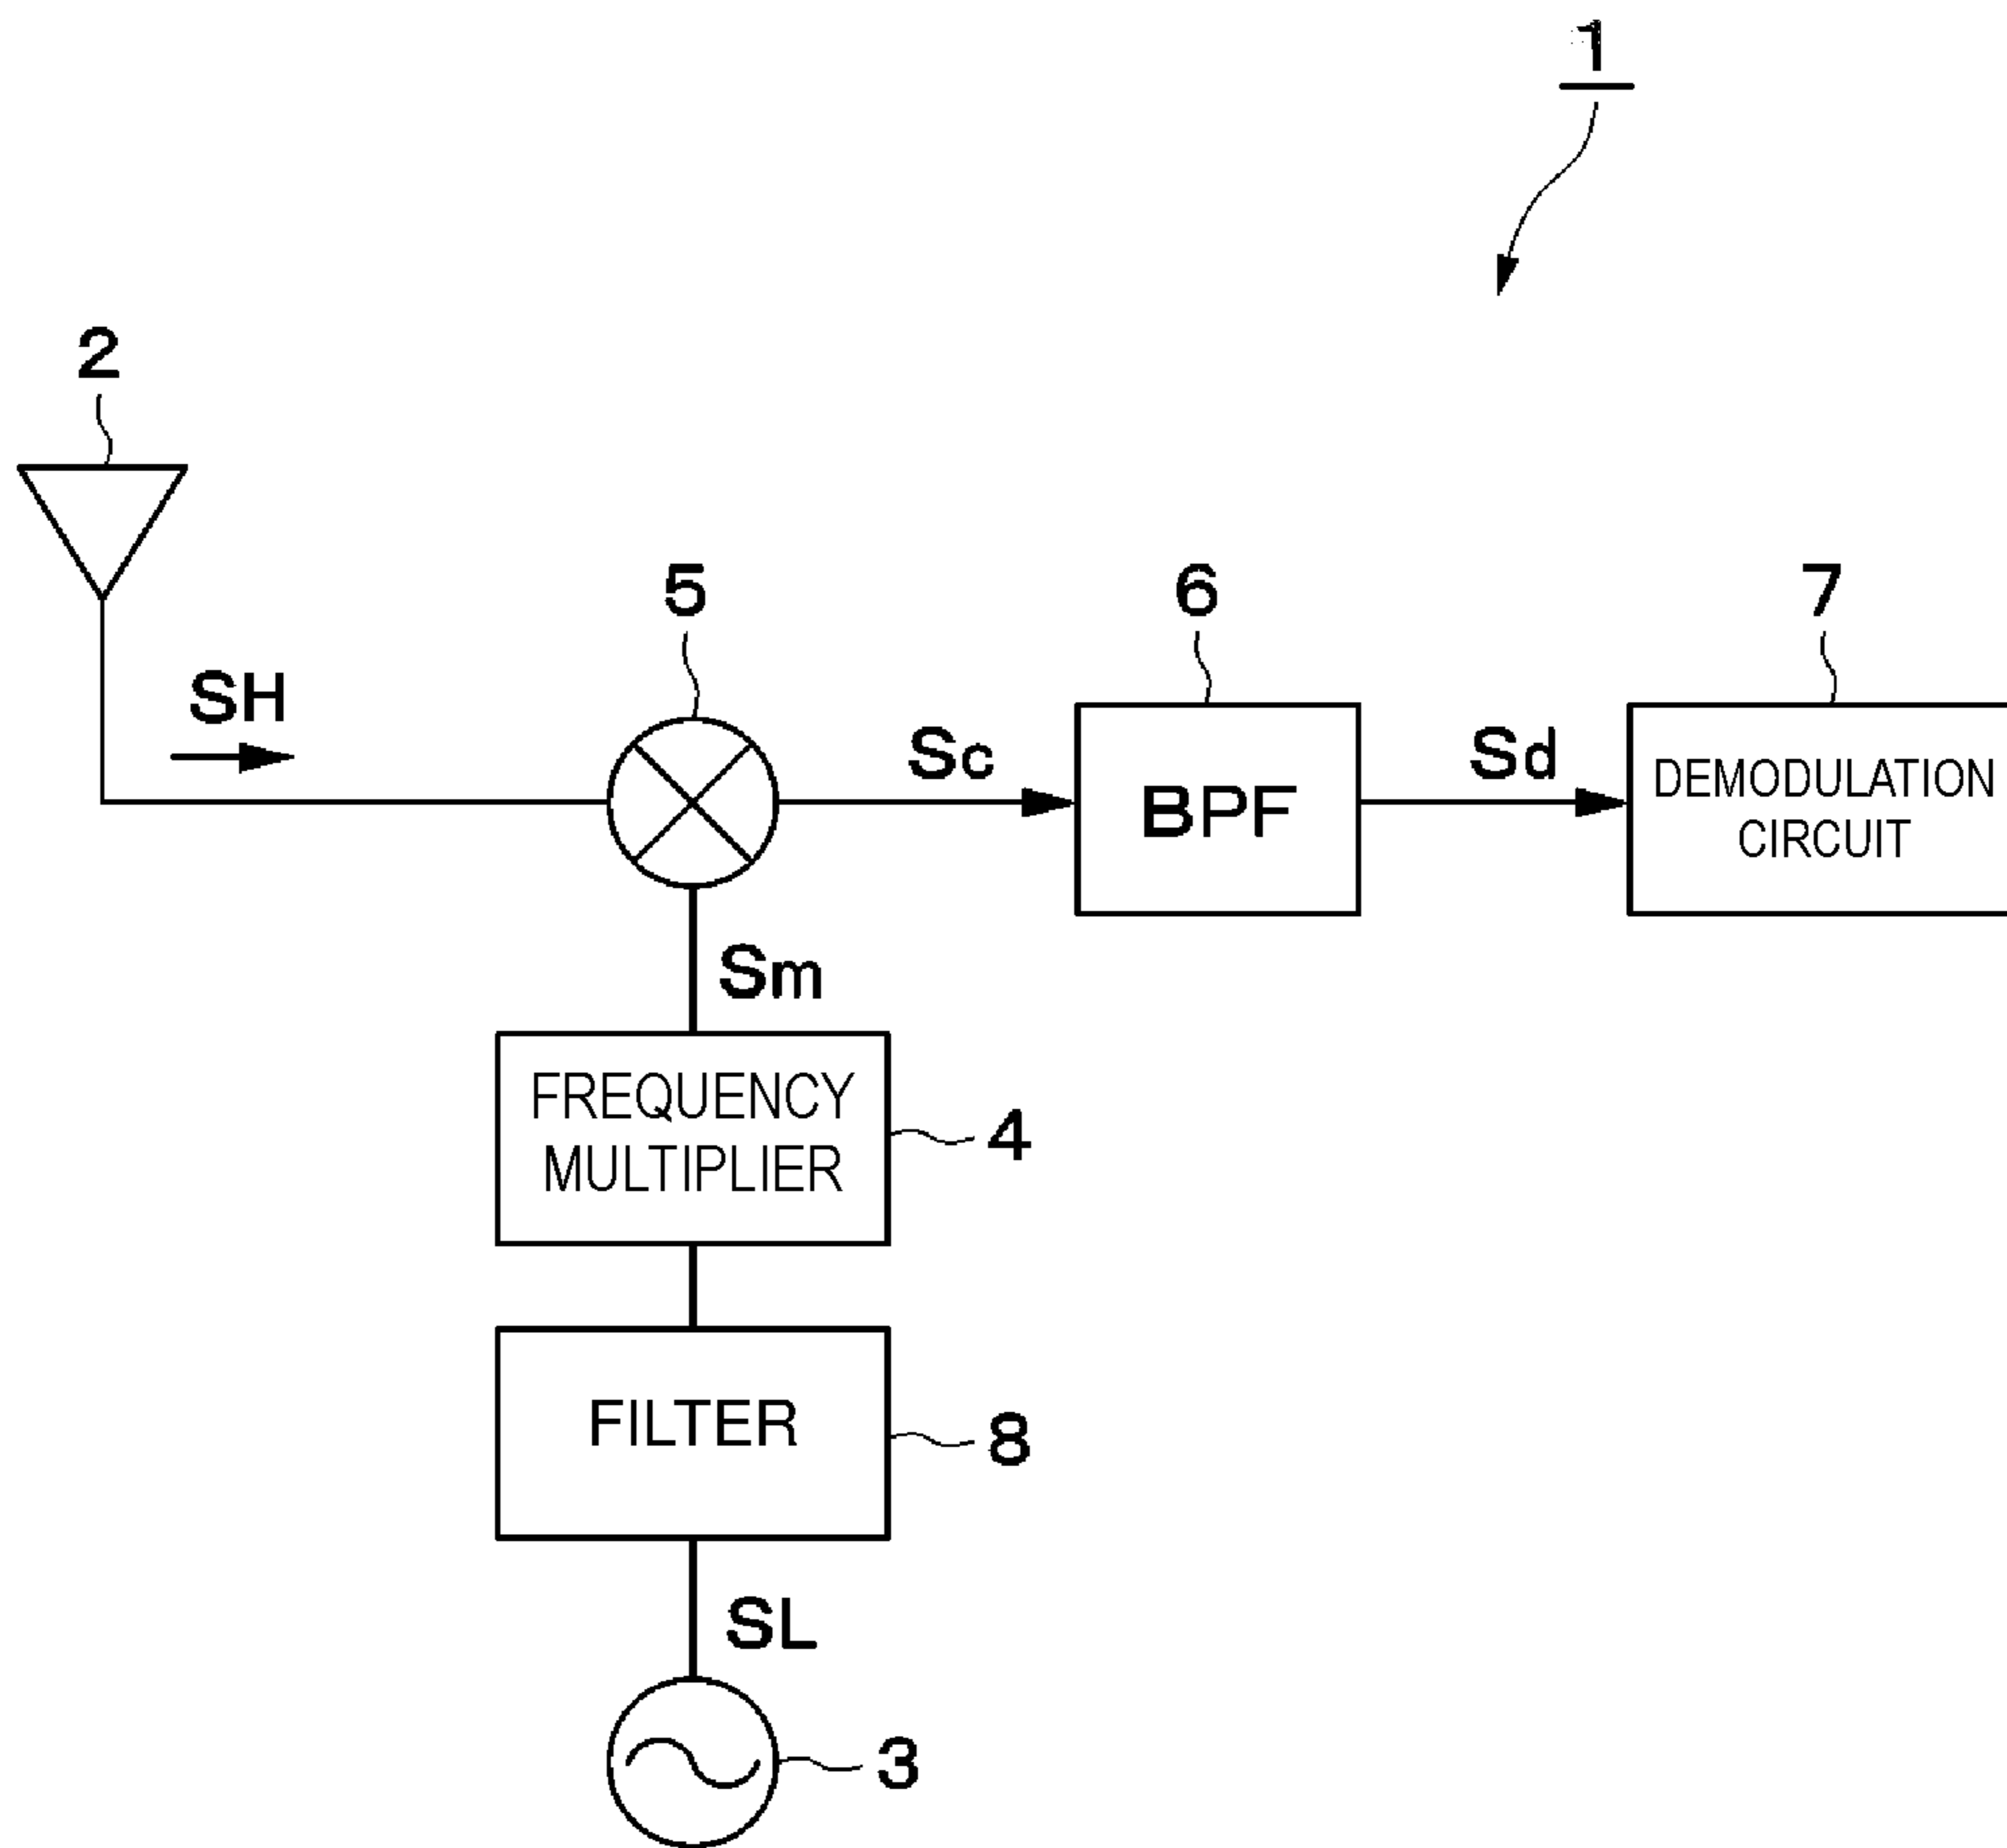 1
2
5
6
7
SH
Sc
Sd
BPF
DEMODULATION
CIRCUIT
Sm
FREQUENCY
MULTIPLIER
4
FILTER
8
SL
3